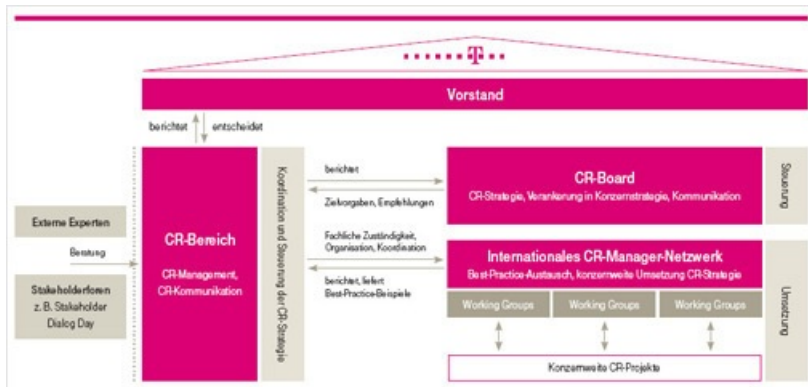 T
Vorstand
berichtet
entscheidet
Externe Experten
Beratung
Stakeholderforen
z. B. Stakeholder
Dialog Day
CR-Bereich
CR-Management,
CR-Kommunikation
Koordination und Steuerung der CR-Strategie
berichtet
Zielvorgaben, Empfehlungen
Fachliche Zuständigkeit,
Organisation, Koordination
berichtet, liefert
Best-Practice-Beispiele
CR-Board
CR-Strategie, Verankerung in Konzernstrategie, Kommunikation
Steuerung
Internationales CR-Manager-Netzwerk
Best-Practice-Austausch, konzernweite Umsetzung CR-Strategie
Working Groups
Working Groups
Working Groups
Konzernweite CR-Projekte
Umsetzung